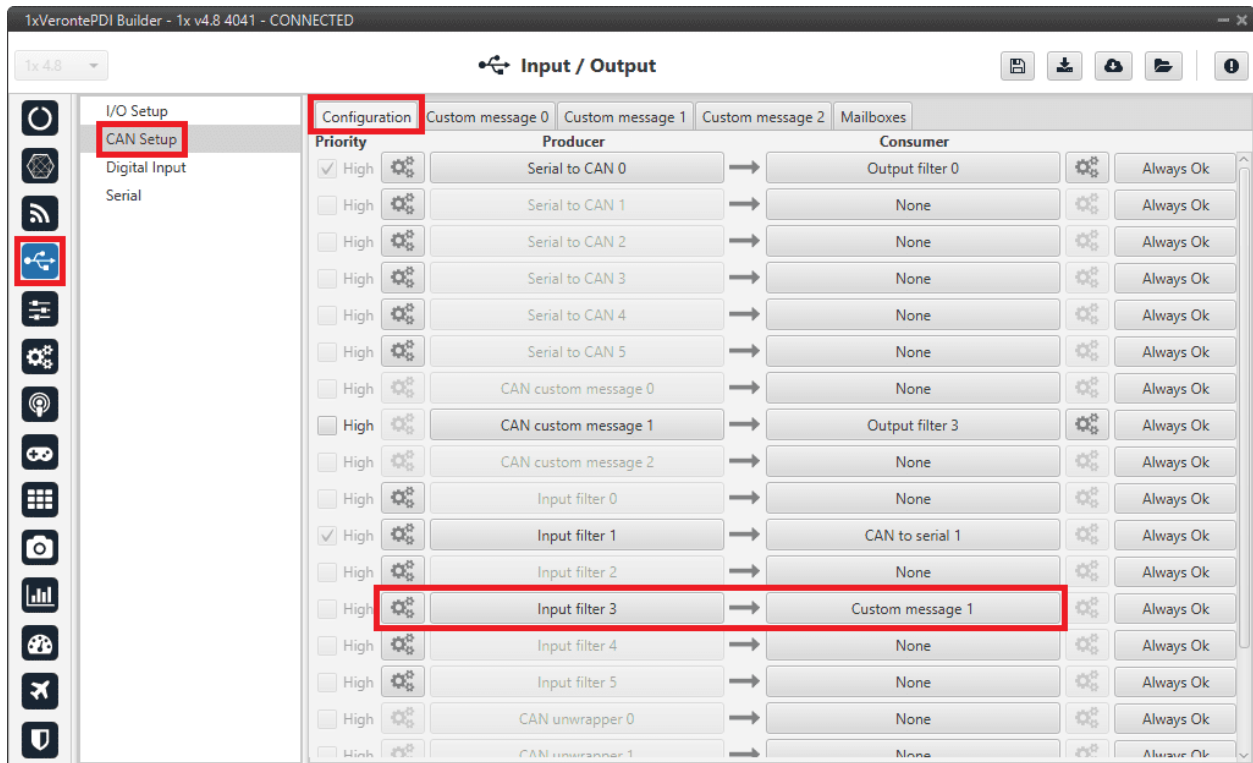 1xVerontePDI Builder - 1x v4.8 4041 - CONNECTED
1x 4.8
Input / Output
I/O Setup
CAN Setup
Digital Input
Serial
Configuration Custom message 0 Custom message 1 Custom message 2 Mailboxes
Priority Producer Consumer
High Serial to CAN 0 Output filter 0 Always Ok
High Serial to CAN 1 None Always Ok
High Serial to CAN 2 None Always Ok
High Serial to CAN 3 None Always Ok
High Serial to CAN 4 None Always Ok
High Serial to CAN 5 None Always Ok
High CAN custom message 0 None Always Ok
High CAN custom message 1 Output filter 3 Always Ok
High CAN custom message 2 None Always Ok
High Input filter 0 None Always Ok
High Input filter 1 CAN to serial 1 Always Ok
High Input filter 2 None Always Ok
High Input filter 3 Custom message 1 Always Ok
High Input filter 4 None Always Ok
High Input filter 5 None Always Ok
High CAN unwrapper 0 None Always Ok
High CAN unwrapper 1 None Always Ok